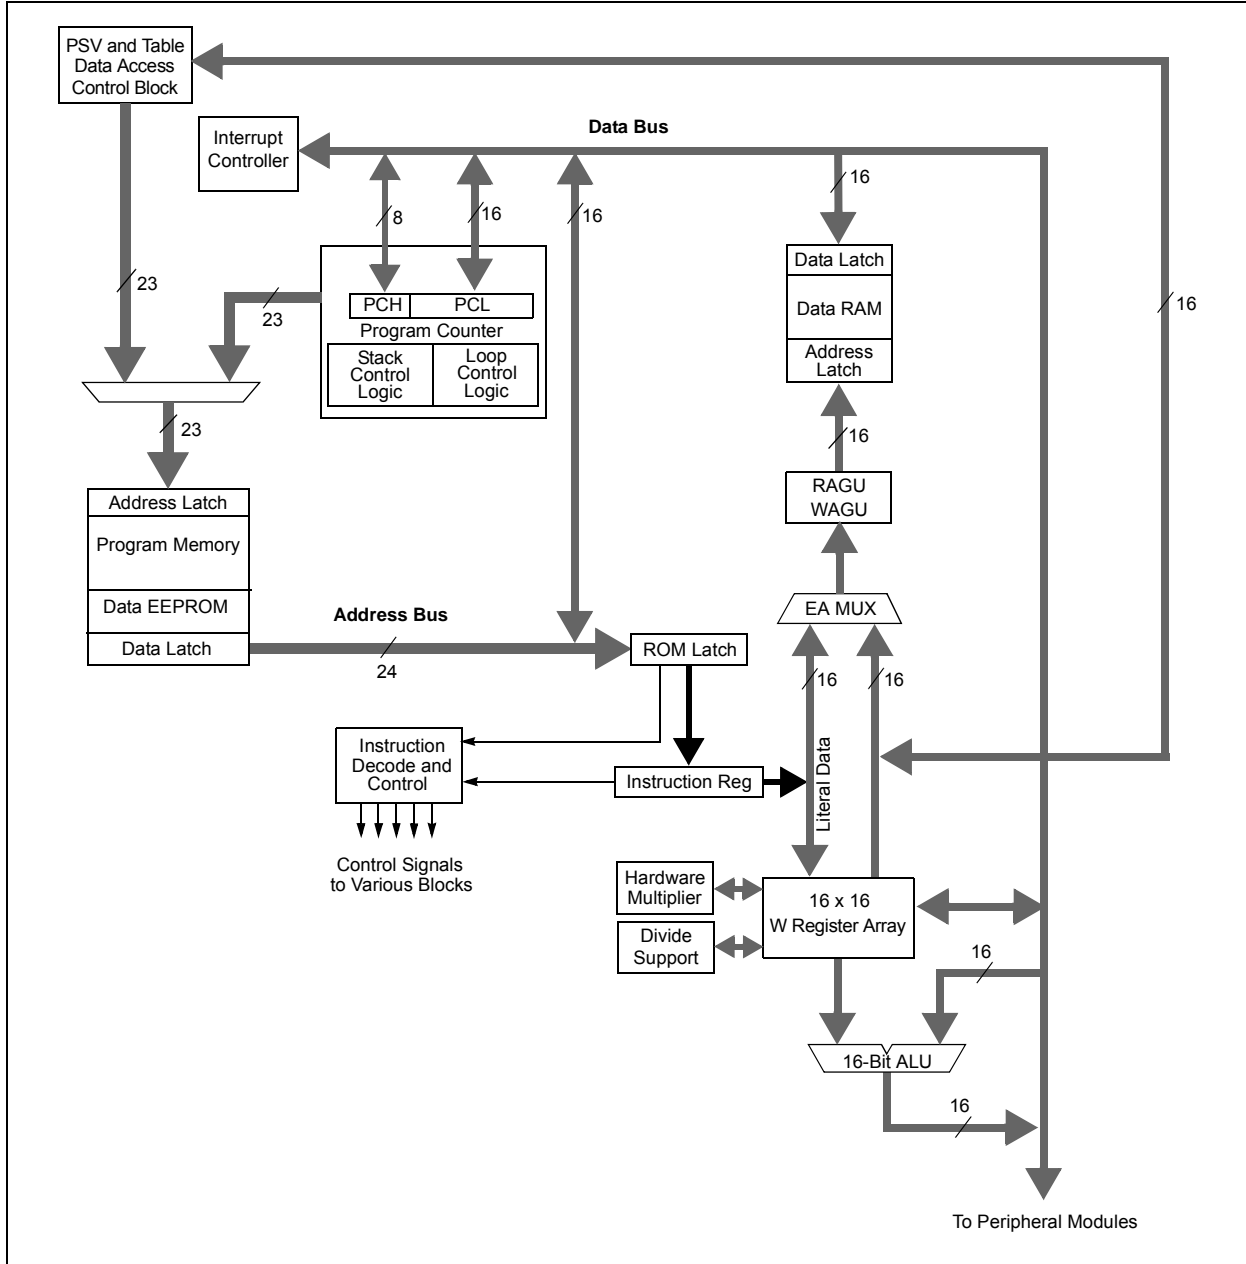 PSV and Table
Data Access
Control Block
Data Bus
Interrupt
Controller
16
8
16
16
16
23
23
PCH
PCL
Program Counter
Stack
Control
Logic
Loop
Control
Logic
Data Latch
Data RAM
Address
Latch
23
16
RAGU
WAGU
Address Latch
Program Memory
Data EEPROM
Data Latch
Address Bus
24
EA MUX
ROM Latch
16
16
Instruction
Decode and
Control
Instruction Reg
Literal Data
Control Signals
to Various Blocks
Hardware
Multiplier
16 x 16
W Register Array
Divide
Support
16
16-Bit ALU
16
To Peripheral Modules